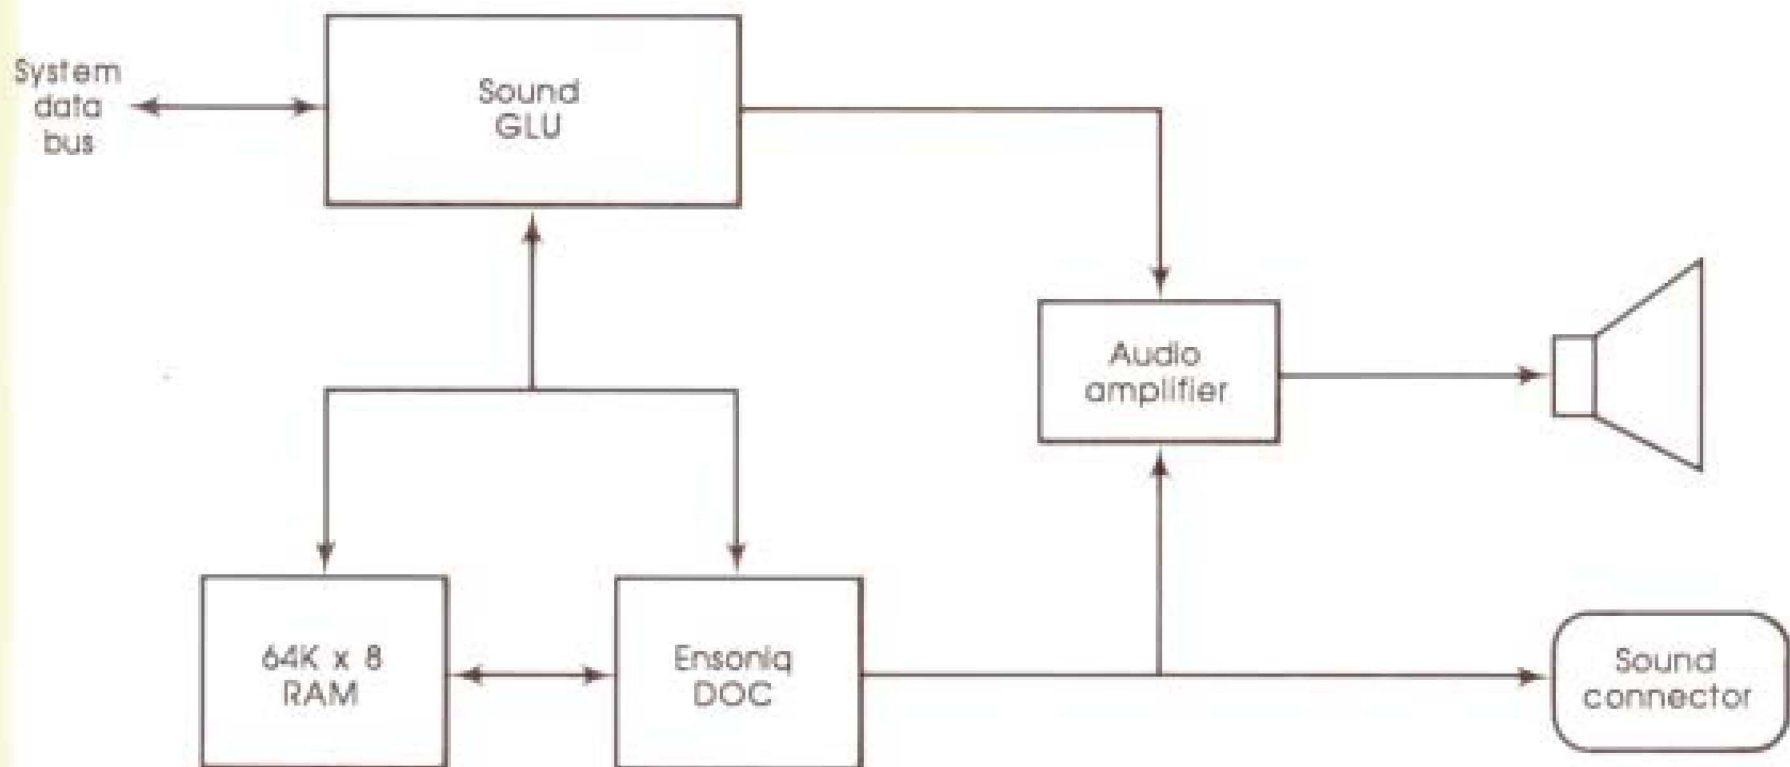 System
data
bus
Sound
GLU
Audio
amplifier
64K x 8
RAM
Ensoniq
DOC
Sound
connector